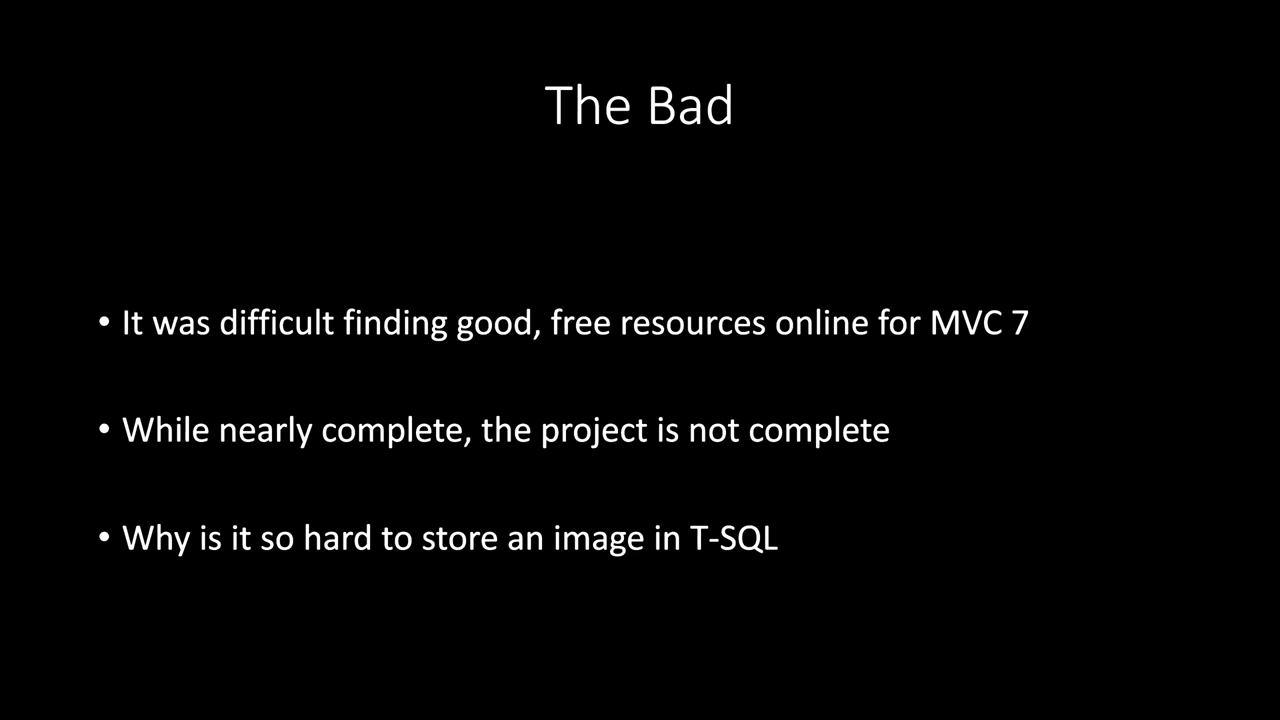 The Bad
• It was difficult finding good, free resources online for MVC 7
• While nearly complete, the project is not complete
• Why is it so hard to store an image in T-SQL